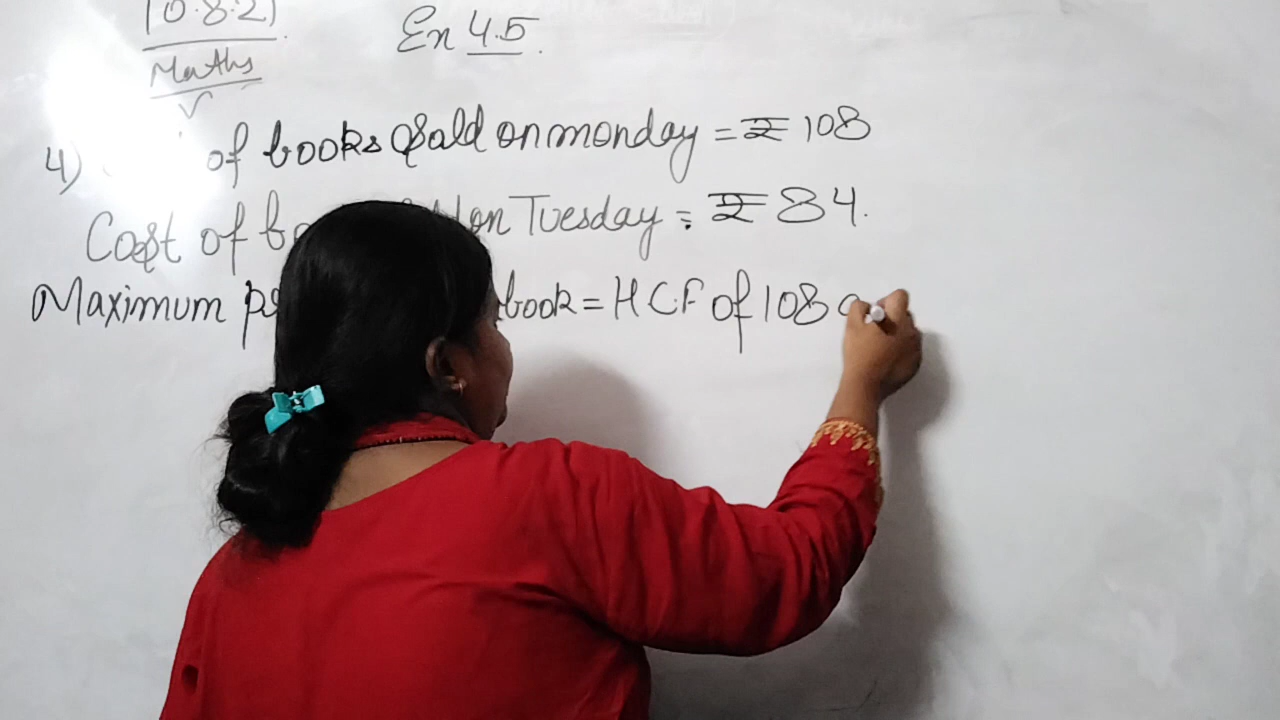 10.8.21.
Maths
Ex 4.5.
4) of books Sold on monday = ₹ 108
Cost of on Tuesday = ₹ 84.
Maximum book = H.C.F of 108